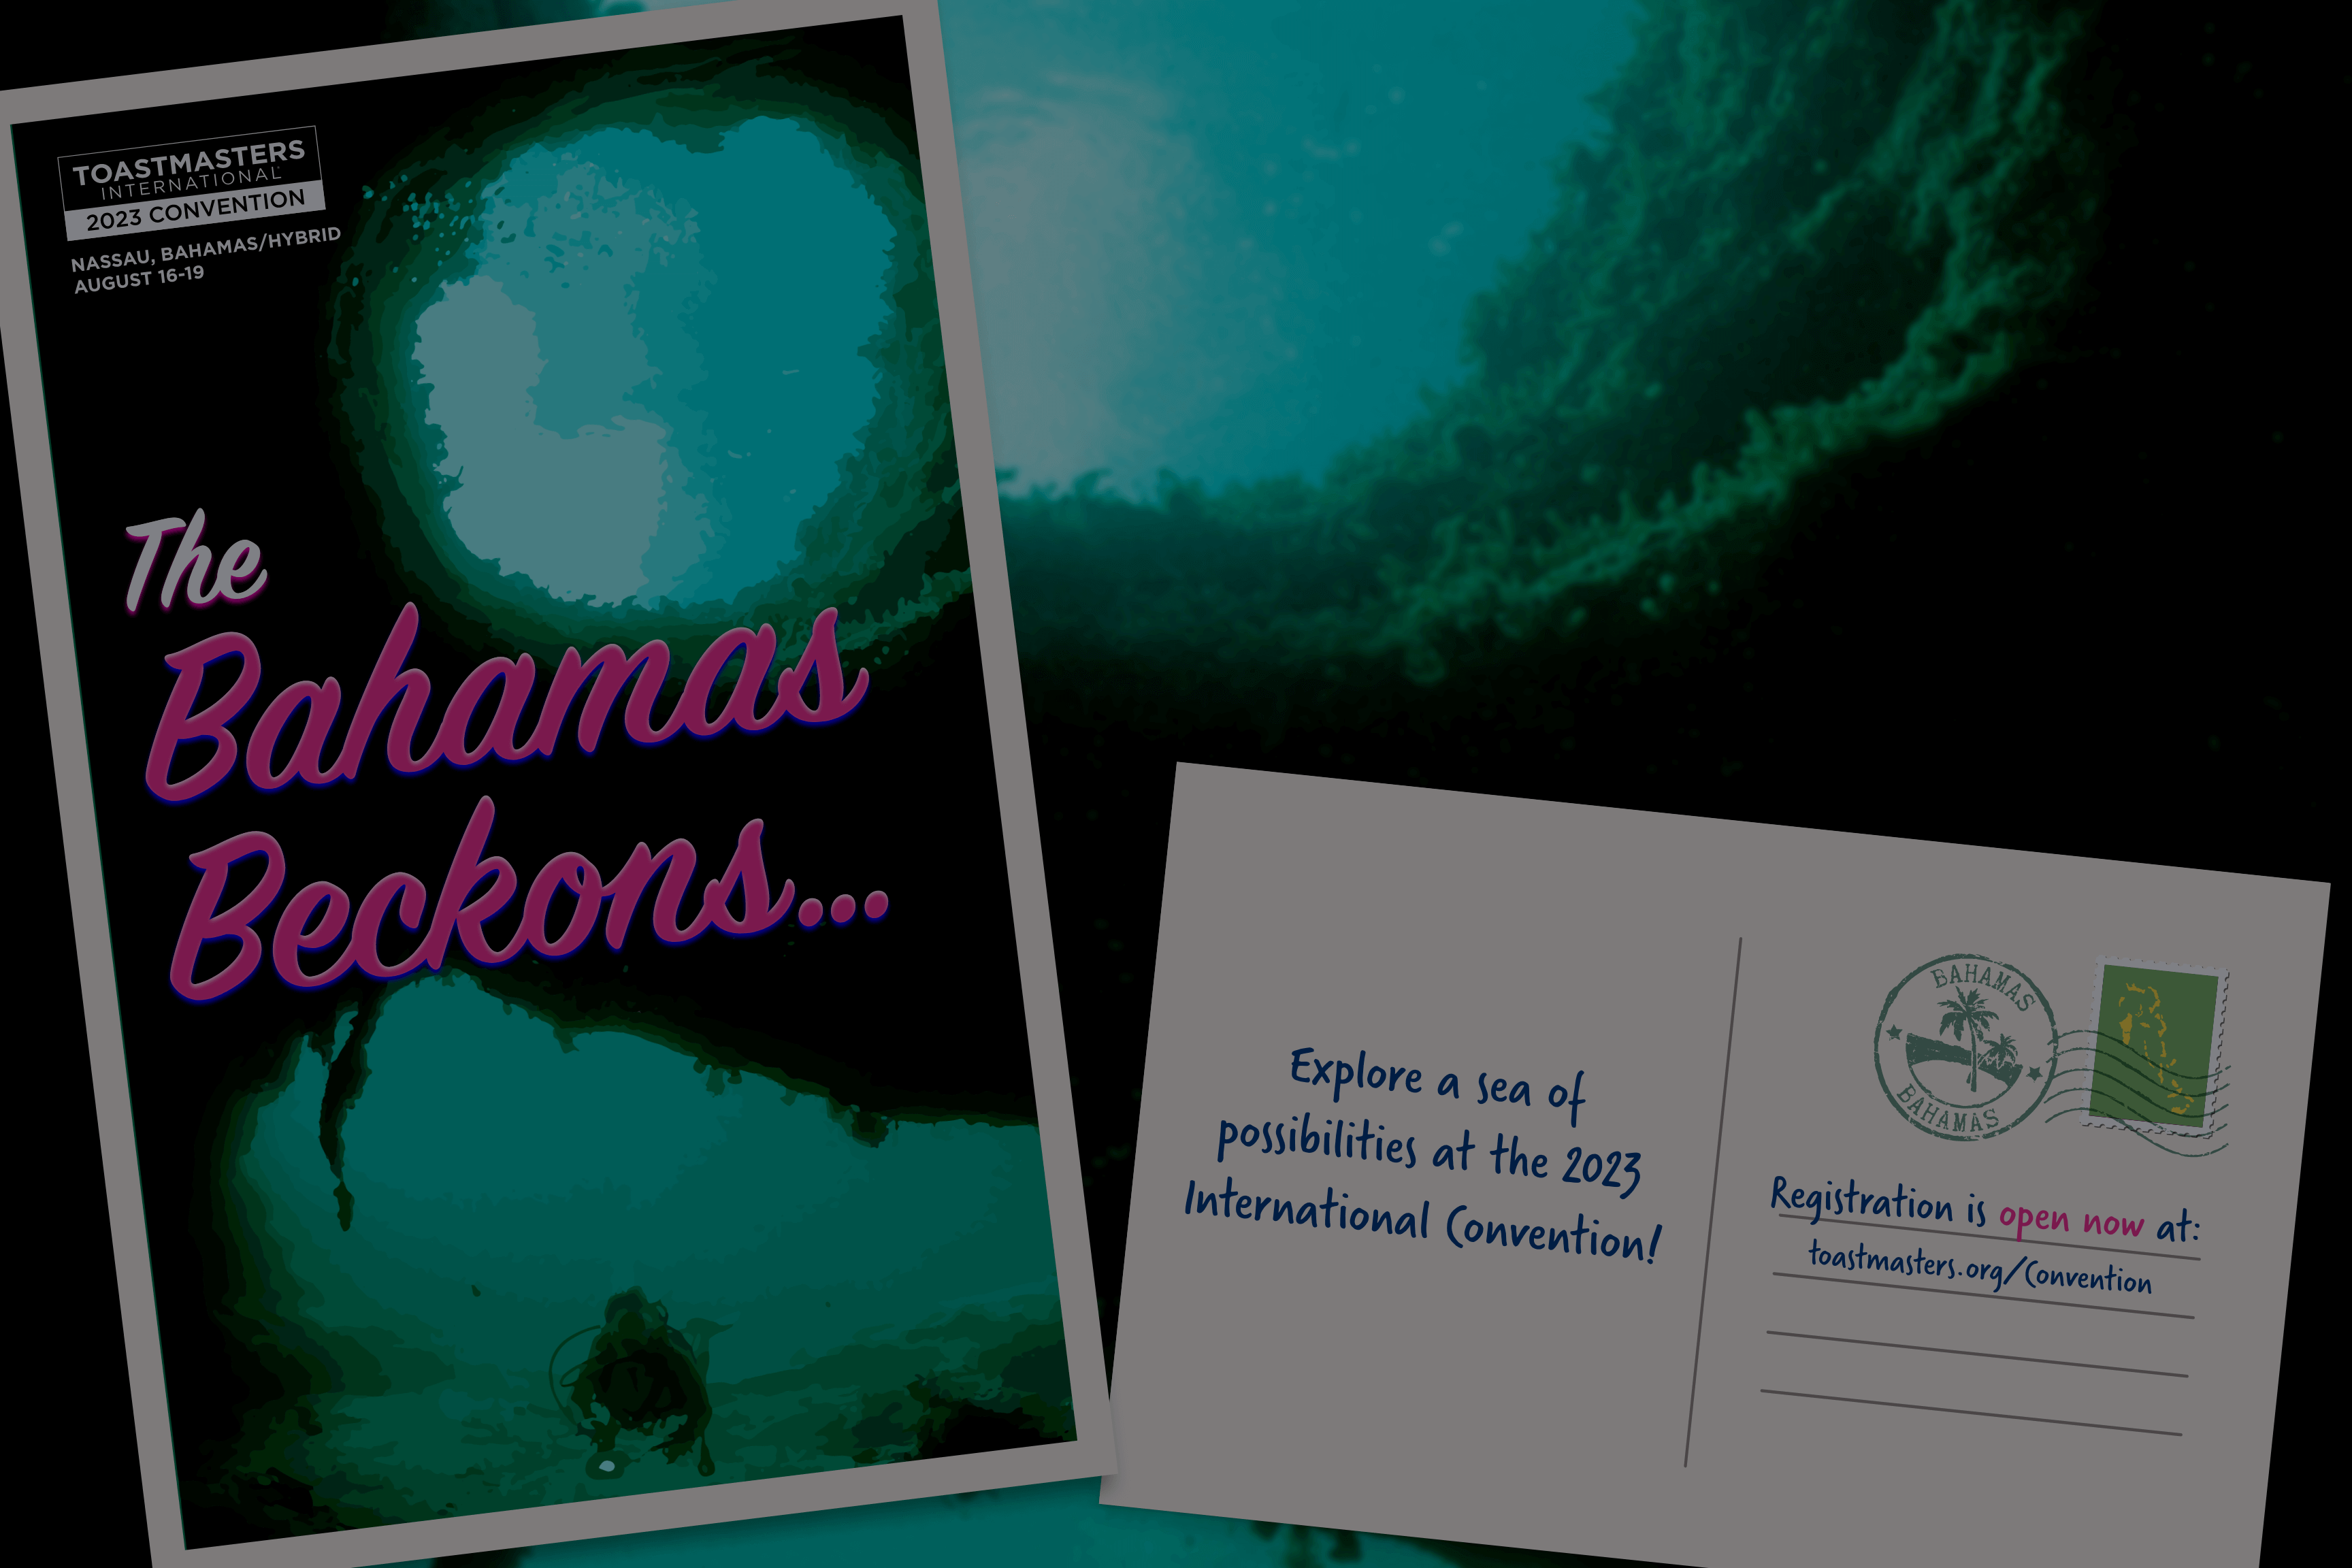 TOASTMASTERS
INTERNATIONAL
2023 CONVENTION
NASSAU, BAHAMAS/HYBRID
AUGUST 16-19
The
Bahamas
Beckons...
Explore a sea of
possibilities at the 2023
International Convention!
BAHAMAS
BAHAMAS
Registration is open now at:
toastmasters.org/Convention